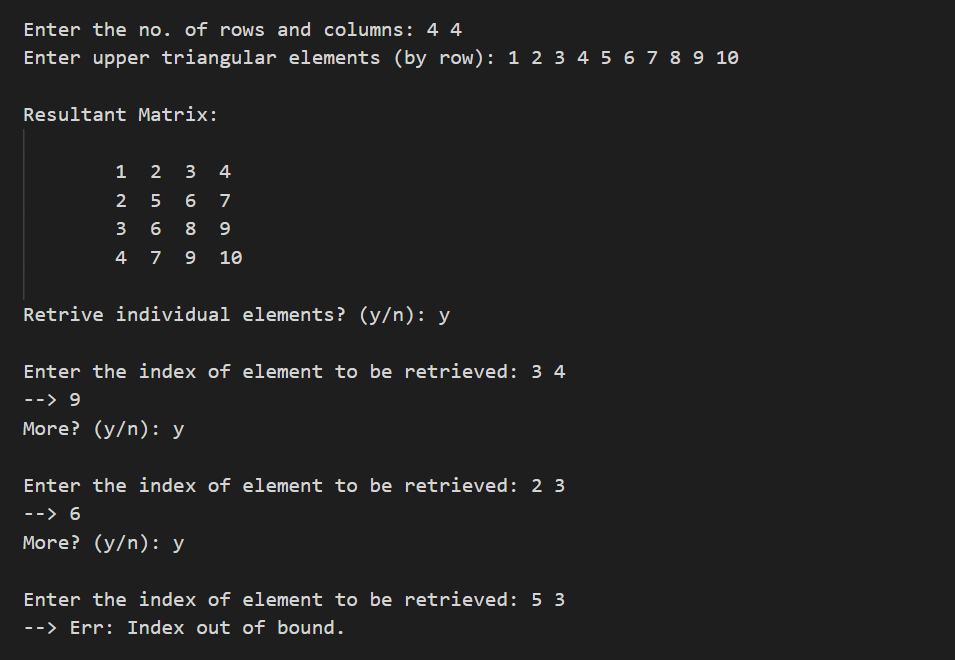 Enter the no. of rows and columns: 4 4
Enter upper triangular elements (by row): 1 2 3 4 5 6 7 8 9 10
Resultant Matrix:
1 2 3 4
2 5 6 7
3 6 8 9
4 7 9 10
Retrive individual elements? (y/n): y
Enter the index of element to be retrieved: 3 4
--> 9
More? (y/n): y
Enter the index of element to be retrieved: 2 3
--> 6
More? (y/n): y
Enter the index of element to be retrieved: 5 3
--> Err: Index out of bound.